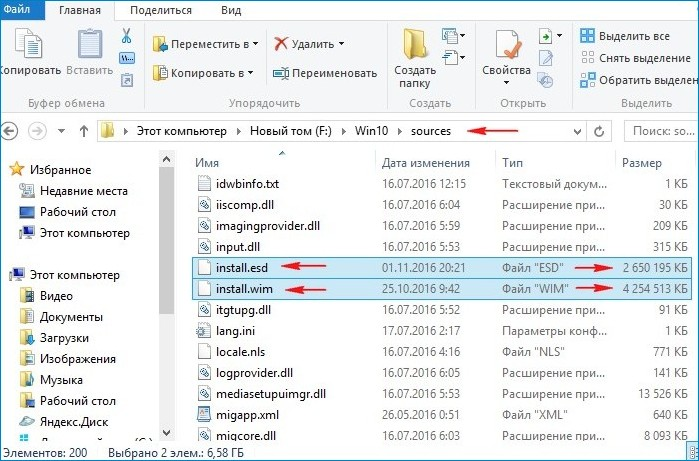 Файл Главная Поделиться Вид
Копировать Вставить Переместить в Удалить Создать папку Свойства Выделить все
Копировать в Переименовать Снять выделение
Обратить выделение
Буфер обмена Упорядочить Создать Открыть Выделить
Этот компьютер Новый том (F:) Win10 sources Поиск: so...
Избранное
Недавние места
Рабочий стол
Загрузки
Этот компьютер
Видео
Документы
Загрузки
Изображения
Музыка
Рабочий стол
Яндекс.Диск
Имя Дата изменения Тип Размер
idwbinfo.txt 16.07.2016 12:15 Текстовый докум... 1 КБ
iiscomp.dll 16.07.2016 6:04 Расширение при... 30 КБ
imagingprovider.dll 16.07.2016 5:59 Расширение при... 209 КБ
input.dll 16.07.2016 5:53 Расширение при... 315 КБ
install.esd 01.11.2016 20:21 Файл "ESD" 2 650 195 КБ
install.wim 25.10.2016 9:42 Файл "WIM" 4 254 513 КБ
itgtupg.dll 16.07.2016 5:52 Расширение при... 91 КБ
lang.ini 17.07.2016 2:17 Параметры конф... 1 КБ
locale.nls 16.07.2016 4:16 Файл "NLS" 771 КБ
logprovider.dll 16.07.2016 5:53 Расширение при... 141 КБ
mediasetupuimgr.dll 16.07.2016 5:53 Расширение при... 13 526 КБ
migapp.xml 26.05.2016 0:51 Файл "XML" 640 КБ
migcore.dll 16.07.2016 6:03 Расширение при... 8 093 КБ
Элементов: 200 Выбрано 2 элем.: 6,58 ГБ